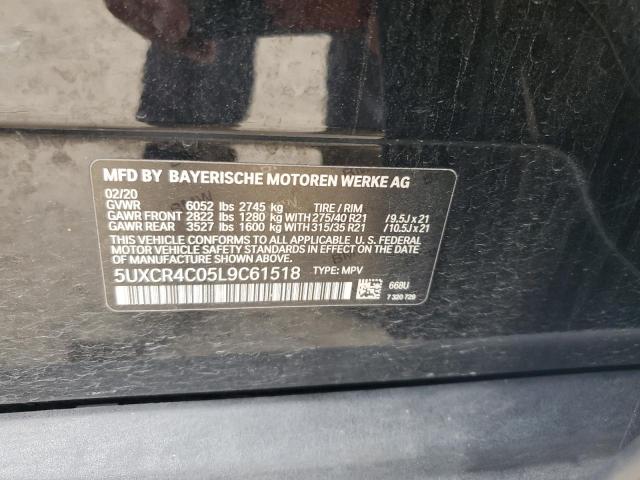 MFD BY BAYERISCHE MOTOREN WERKE AG
02/20
GVWR 6052 lbs 2745 kg TIRE / RIM
GAWR FRONT 2822 lbs 1280 kg WITH 275/40 R21 / 9.5J x 21
GAWR REAR 3527 lbs 1600 kg WITH 315/35 R21 / 10.5J x 21
THIS VEHICLE CONFORMS TO ALL APPLICABLE U.S. FEDERAL
MOTOR VEHICLE SAFETY STANDARDS IN EFFECT ON THE DATE
OF MANUFACTURE SHOWN ABOVE.
5UXCR4C05L9C61518 TYPE: MPV
668U
7 320 729